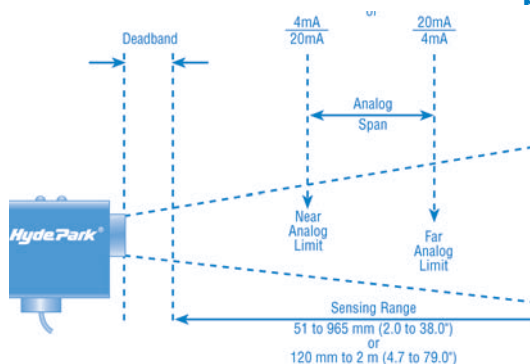 or
Deadband
4mA
20mA
20mA
4mA
Analog
Span
HydePark®
Near
Analog
Limit
Far
Analog
Limit
Sensing Range
51 to 965 mm (2.0 to 38.0")
or
120 mm to 2 m (4.7 to 79.0")